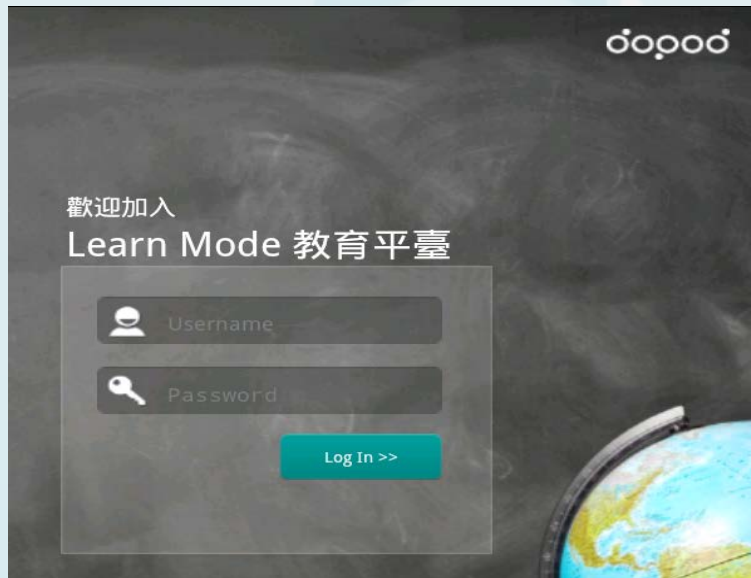 dopod
歡迎加入
Learn Mode 教育平臺
Username
Password
Log In >>